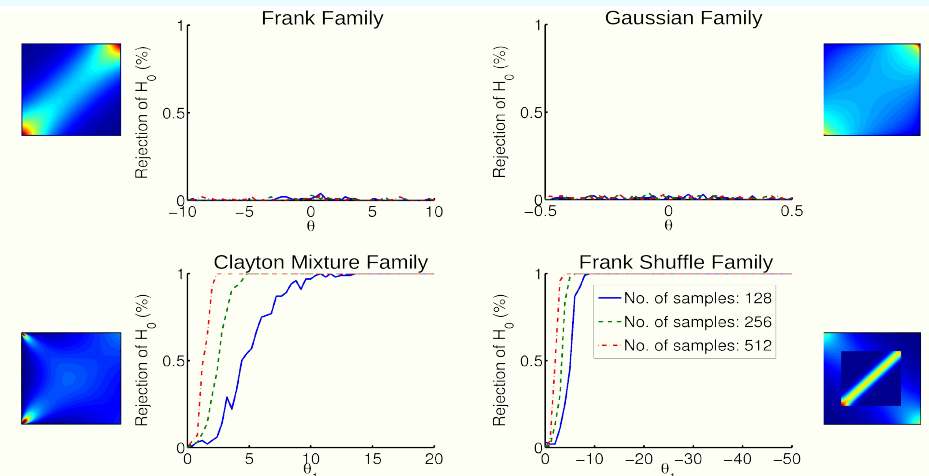 Frank Family
Rejection of H0 (%)
1
0.5
0
−10 −5 0 5 10
θ
Gaussian Family
Rejection of H0 (%)
1
0.5
0
−0.5 0 0.5
θ
Clayton Mixture Family
Rejection of H0 (%)
1
0.5
0
0 5 10 15 20
θ1
Frank Shuffle Family
Rejection of H0 (%)
1
0.5
0
No. of samples: 128
No. of samples: 256
No. of samples: 512
0 −10 −20 −30 −40 −50
θ1